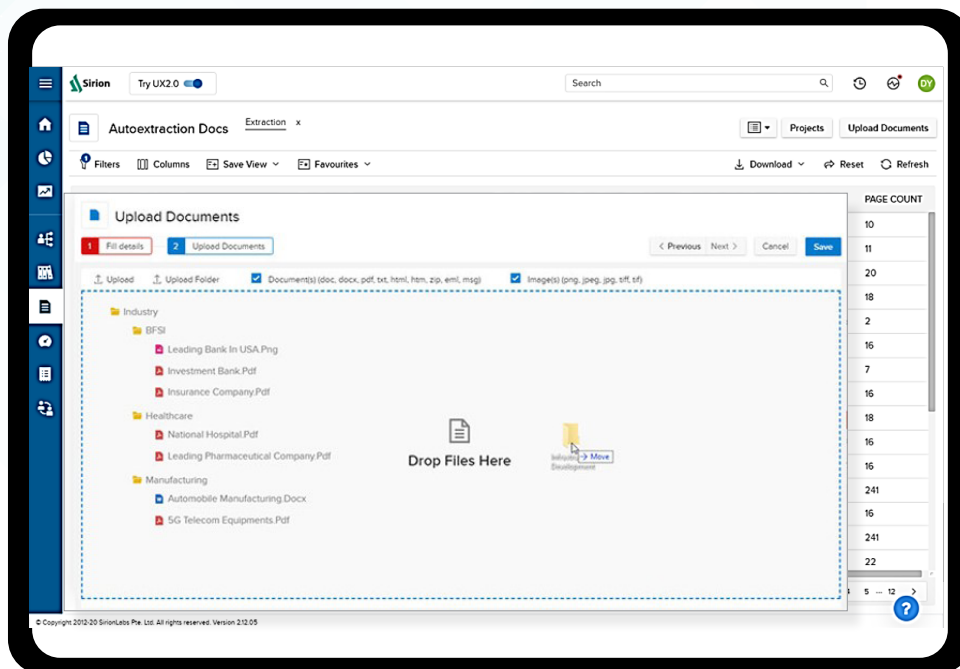 Sirion
Try UX2.0
Search
DY
Autoextraction Docs
Extraction x
Projects
Upload Documents
Filters
Columns
Save View
Favourites
Download
Reset
Refresh
PAGE COUNT
10
11
20
18
2
16
7
16
18
16
16
241
16
241
22
Upload Documents
1 Fill details
2 Upload Documents
< Previous Next >
Cancel
Save
Upload
Upload Folder
Document(s) (doc, docx, pdf, txt, html, htm, zip, eml, msg)
Image(s) (png, jpeg, jpg, tiff, tif)
Industry
BFSI
Leading Bank In USA.Png
Investment Bank.Pdf
Insurance Company.Pdf
Healthcare
National Hospital.Pdf
Leading Pharmaceutical Company.Pdf
Manufacturing
Automobile Manufacturing.Docx
5G Telecom Equipments.Pdf
Drop Files Here
→ Move
Development
5 ... 12 >
?
© Copyright 2012-20 SirionLabs Pte. Ltd. All rights reserved. Version 2.12.05